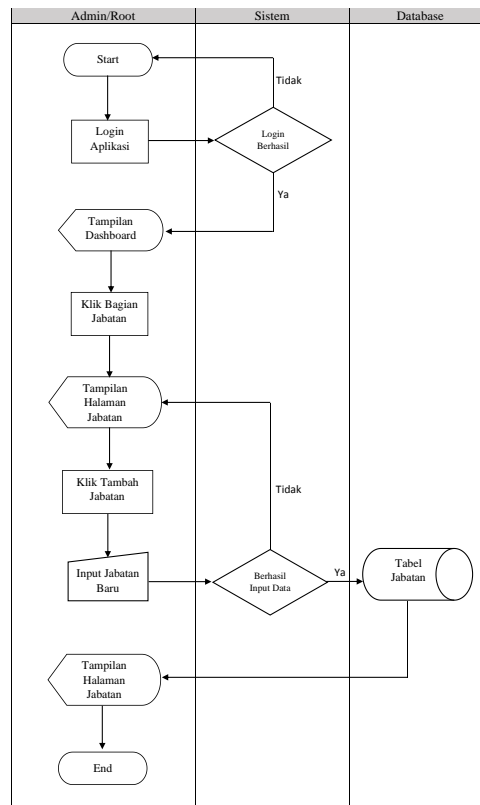 Admin/Root
Sistem
Database
Start
Tidak
Login
Aplikasi
Login
Berhasil
Ya
Tampilan
Dashboard
Klik Bagian
Jabatan
Tampilan
Halaman
Jabatan
Klik Tambah
Jabatan
Tidak
Input Jabatan
Baru
Berhasil
Input Data
Ya
Tabel
Jabatan
Tampilan
Halaman
Jabatan
End